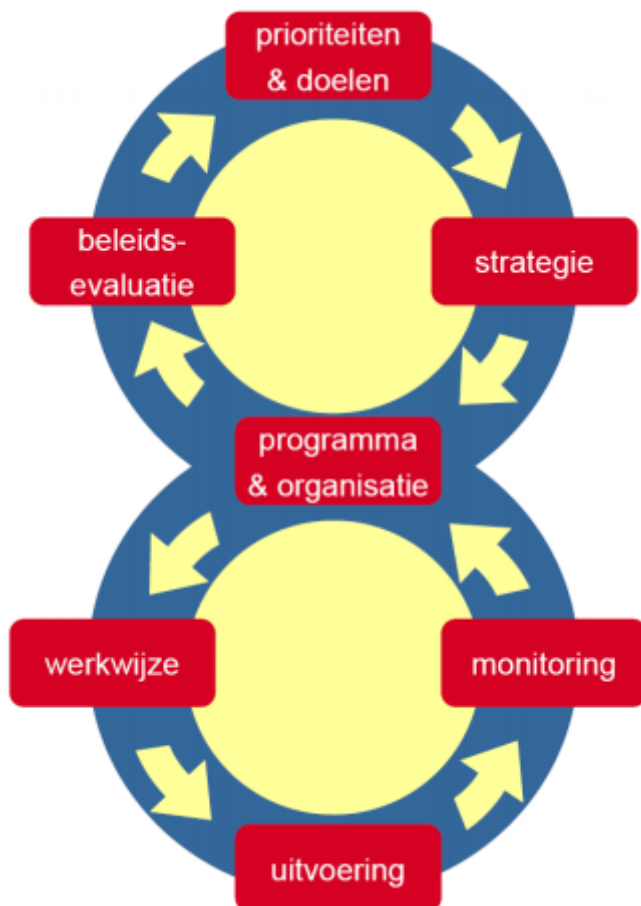 prioriteiten
& doelen
beleids-
evaluatie
strategie
programma
& organisatie
werkwijze
monitoring
uitvoering